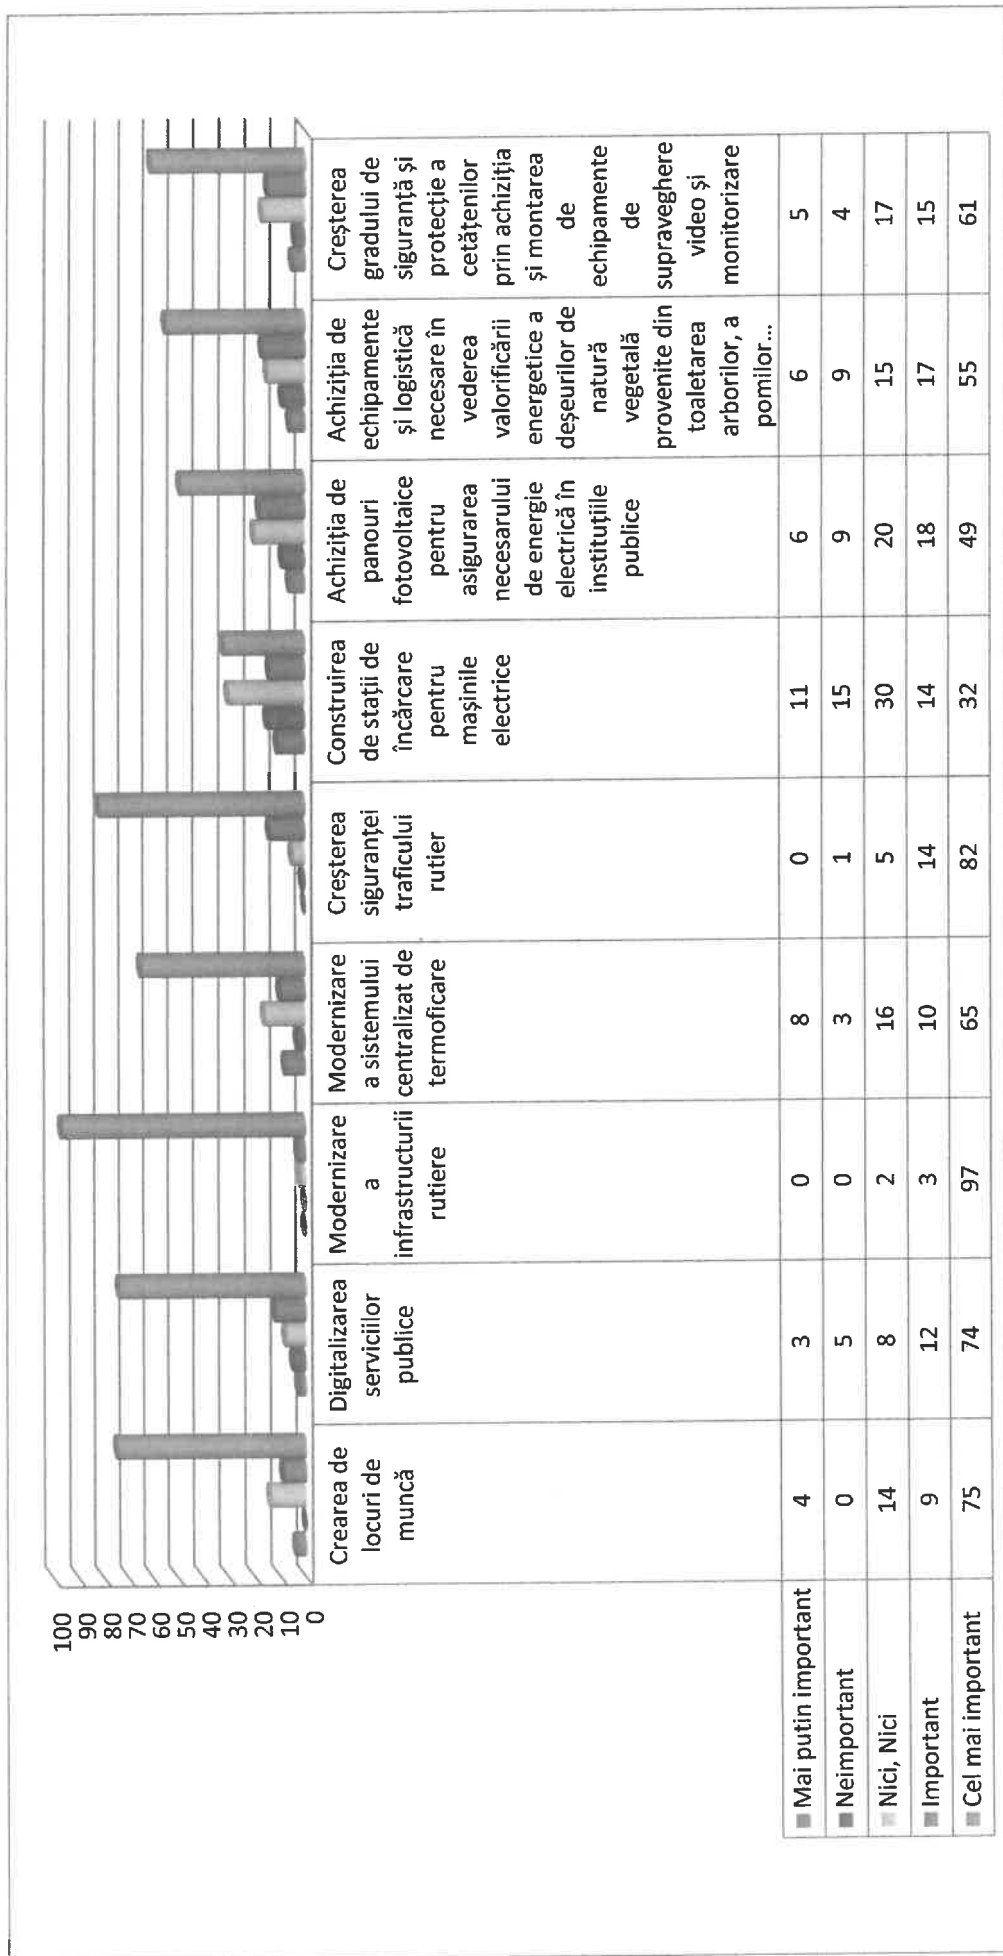 100
90
80
70
60
50
40
30
20
10
0
Crearea de
locuri de
muncă
Digitalizarea
serviciilor
publice
Modernizare
a
infrastructurii
rutiere
Modernizare
a sistemului
centralizat de
termoficare
Creșterea
siguranței
traficului
rutier
Construirea
de stații de
încărcare
pentru
mașinile
electrice
Achiziția de
panouri
fotovoltaice
pentru
asigurarea
necesarului
de energie
electrică în
instituțiile
publice
Achiziția de
echipamente
și logistică
necesare în
vederea
valorificării
energetice a
deșeurilor de
natură
vegetală
provenite din
toaletarea
arborilor, a
pomilor...
Creșterea
gradului de
siguranță și
protecție a
cetățenilor
prin achiziția
și montarea
de
echipamente
de
supraveghere
video și
monitorizare
Mai putin important 4 3 0 8 0 11 6 6 5
Neimportant 0 5 0 3 1 15 9 9 4
Nici, Nici 14 8 2 16 5 30 20 15 17
Important 9 12 3 10 14 14 18 17 15
Cel mai important 75 74 97 65 82 32 49 55 61